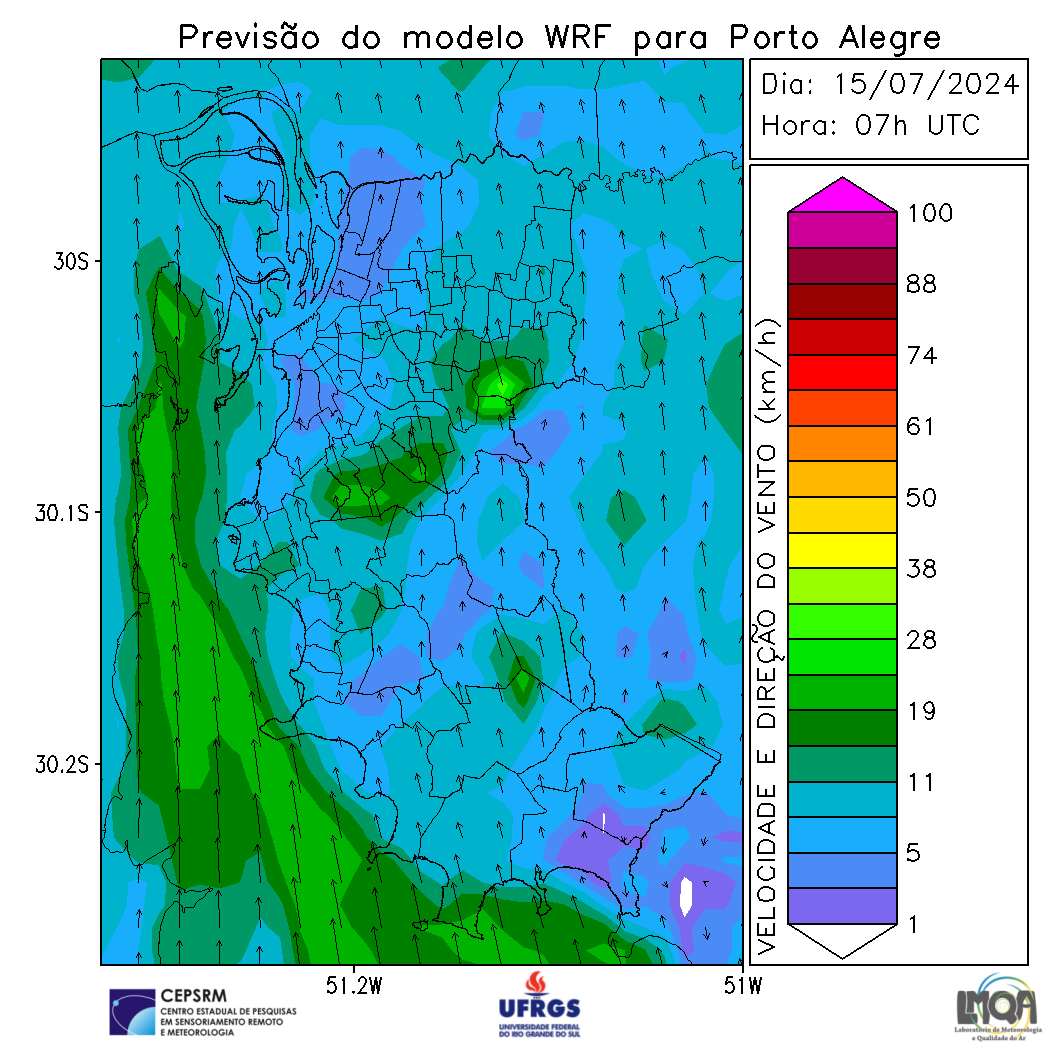 Previsão do modelo WRF para Porto Alegre
Dia: 15/07/2024
Hora: 07h UTC
30S
30.1S
30.2S
51.2W
51W
VELOCIDADE E DIREÇÃO DO VENTO (km/h)
100
88
74
61
50
38
28
19
11
5
1
CEPSRM
CENTRO ESTADUAL DE PESQUISAS
EM SENSORIAMENTO REMOTO
E METEOROLOGIA
UFRGS
UNIVERSIDADE FEDERAL
DO RIO GRANDE DO SUL
LMQA
Laboratório de Meteorologia
e Qualidade do Ar